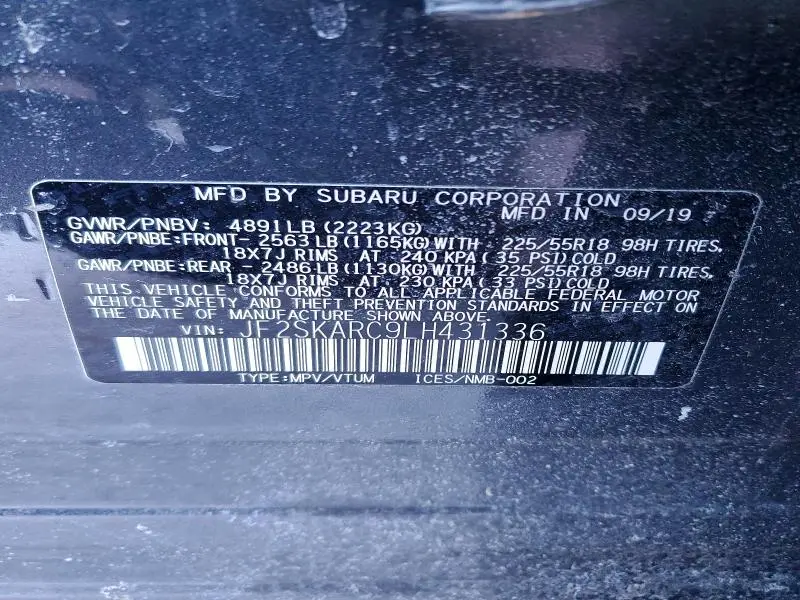 MFD BY SUBARU CORPORATION
MFD IN 09/19
GVWR/PNBV: 4891LB (2223KG)
GAWR/PNBE:FRONT- 2563LB(1165KG)WITH 225/55R18 98H TIRES,
18X7J RIMS AT 240 KPA (35 PSI)COLD
GAWR/PNBE:REAR - 2486LB(1130KG)WITH 225/55R18 98H TIRES,
18X7J RIMS AT 230 KPA (33 PSI)COLD
THIS VEHICLE CONFORMS TO ALL APPLICABLE FEDERAL MOTOR
VEHICLE SAFETY AND THEFT PREVENTION STANDARDS IN EFFECT ON
THE DATE OF MANUFACTURE SHOWN ABOVE.
VIN: JF2SKARC9LH431336
TYPE:MPV/VTUM ICES/NMB-002